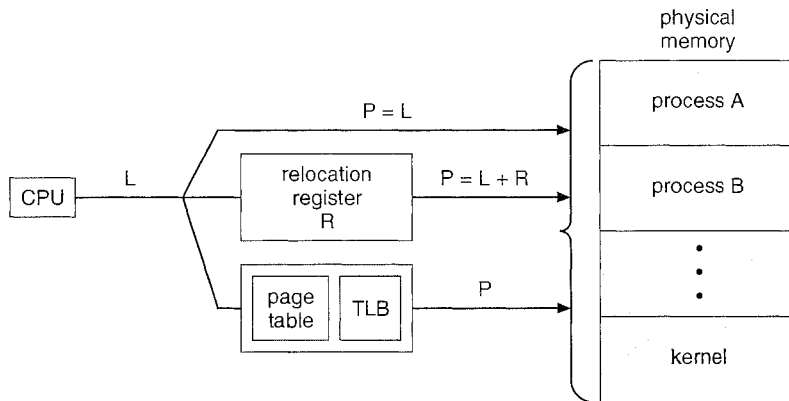 physical
memory
P = L
process A
CPU
L
relocation
register
R
P = L + R
process B
page
table
TLB
P
kernel